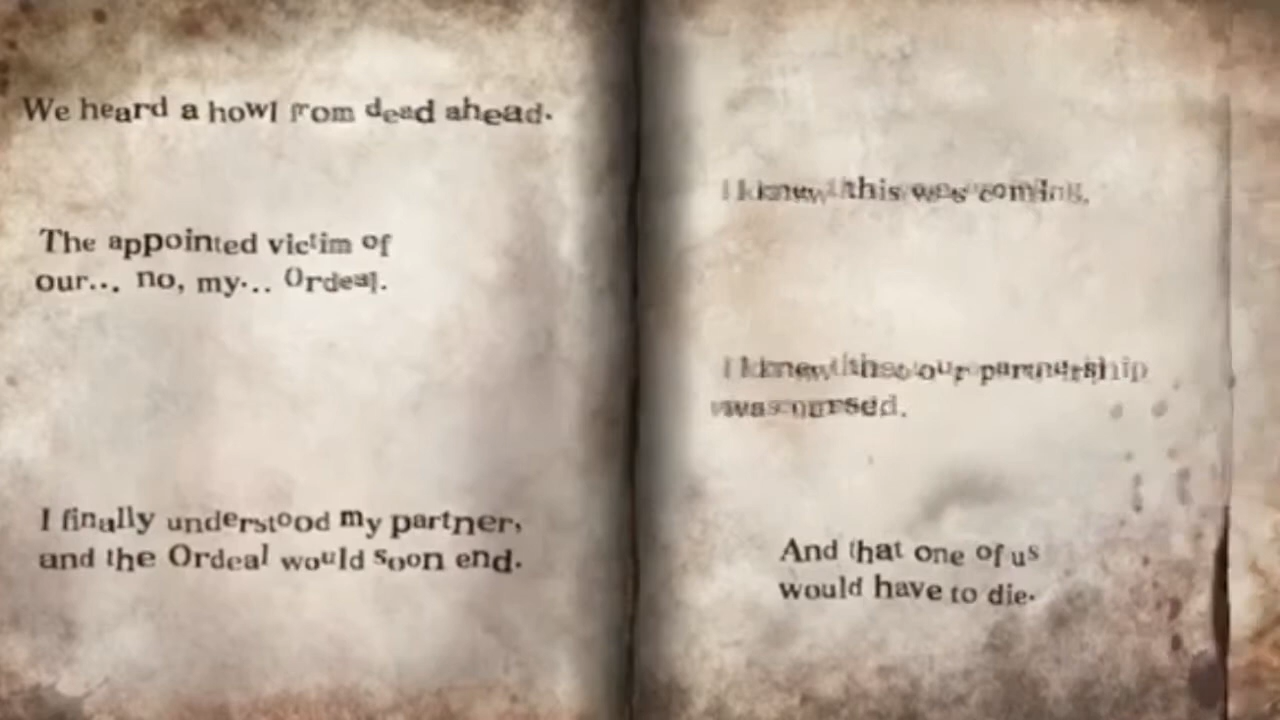 We heard a howl from dead ahead.
The appointed victim of
our... no, my... Ordeal.
I finally understood my partner,
and the Ordeal would soon end.
I knew this was coming.
I knew that our partnership
was cursed.
And that one of us
would have to die.